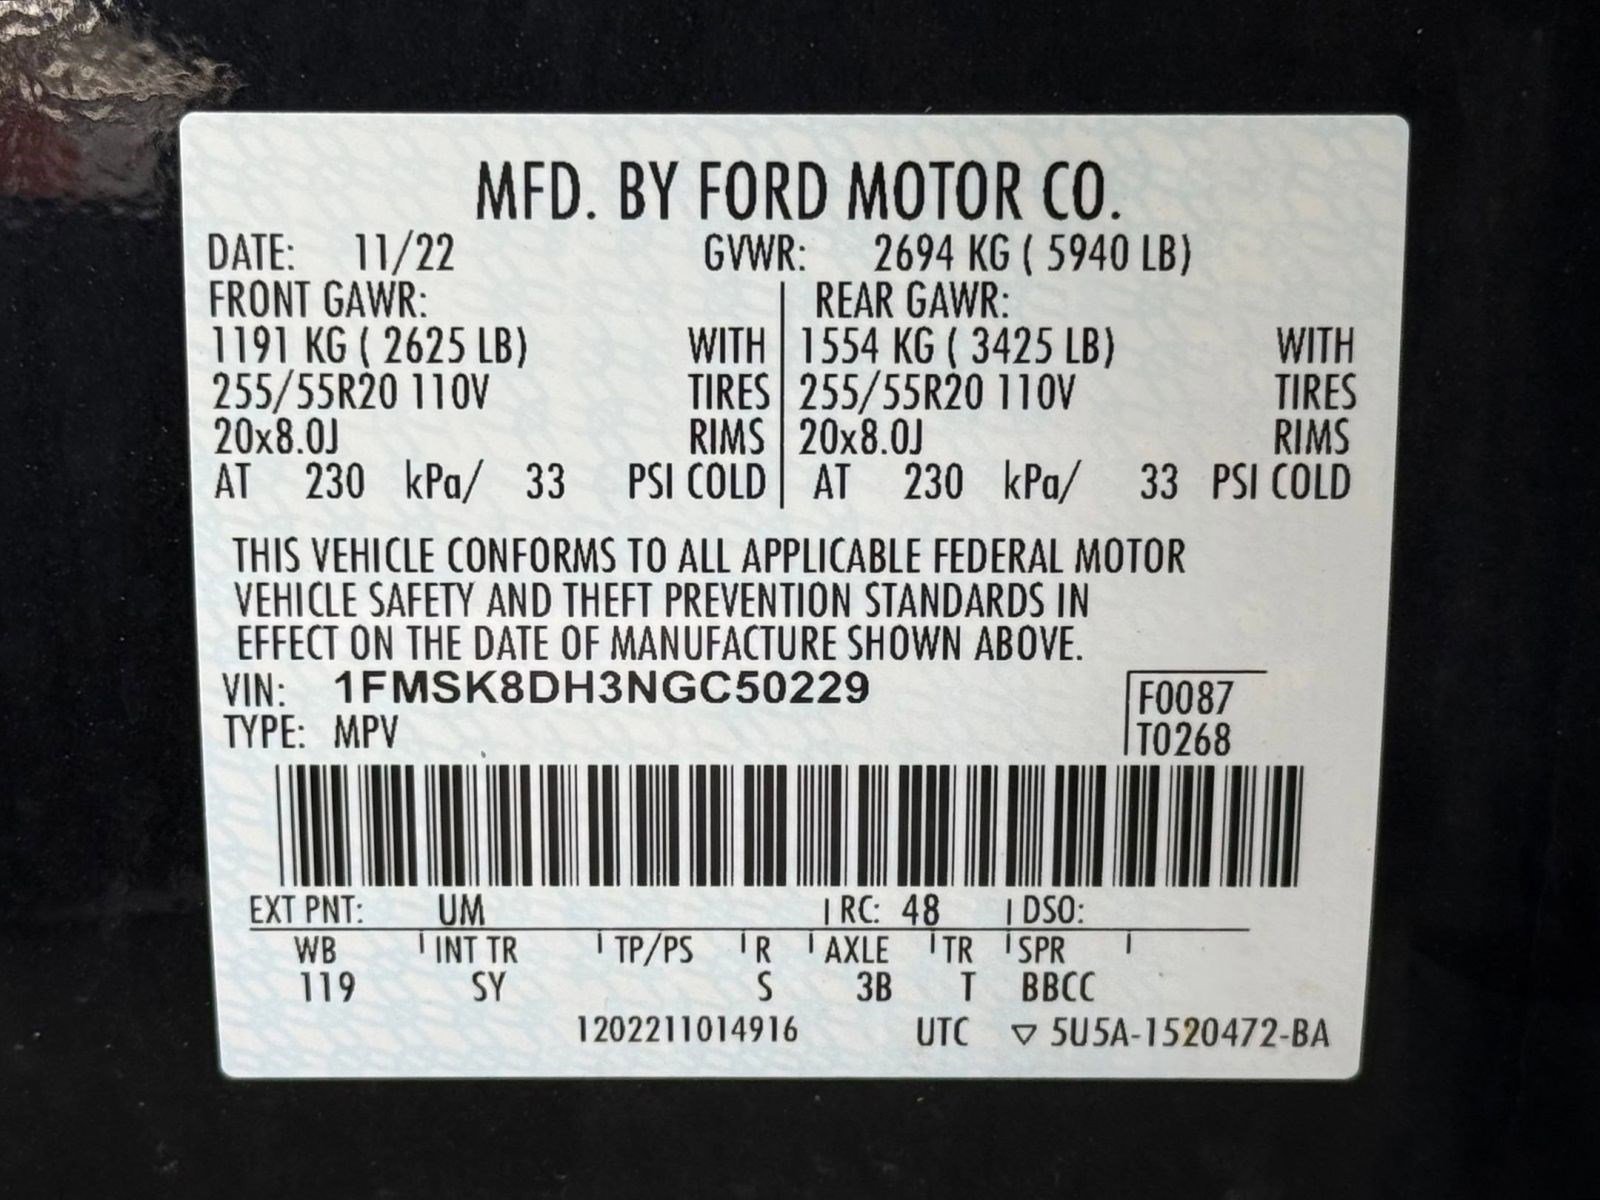 MFD. BY FORD MOTOR CO.
DATE: 11/22 GVWR: 2694 KG ( 5940 LB)
FRONT GAWR: REAR GAWR:
1191 KG ( 2625 LB) WITH 1554 KG ( 3425 LB) WITH
255/55R20 110V TIRES 255/55R20 110V TIRES
20x8.0J RIMS 20x8.0J RIMS
AT 230 kPa/ 33 PSI COLD AT 230 kPa/ 33 PSI COLD
THIS VEHICLE CONFORMS TO ALL APPLICABLE FEDERAL MOTOR
VEHICLE SAFETY AND THEFT PREVENTION STANDARDS IN
EFFECT ON THE DATE OF MANUFACTURE SHOWN ABOVE.
VIN: 1FMSK8DH3NGC50229 F0087
TYPE: MPV T0268
EXT PNT: UM RC: 48 DSO:
WB INT TR TP/PS R AXLE TR SPR
119 SY S 3B T BBCC
1202211014916 UTC ▽ 5U5A-1520472-BA